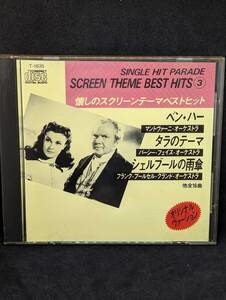 T-1635
COMPACT disc DIGITAL AUDIO
SINGLE HIT PARADE
SCREEN THEME BEST HITS ③
懐しのスクリーンテーマベストヒット
ベン・ハー
マントヴァーニ・オーケストラ
タラのテーマ
パーシー・フェイス・オーケストラ
シェルブールの雨傘
フランク・プールセル・グランド・オーケストラ
他全16曲
オリジナル
ヴァージョン